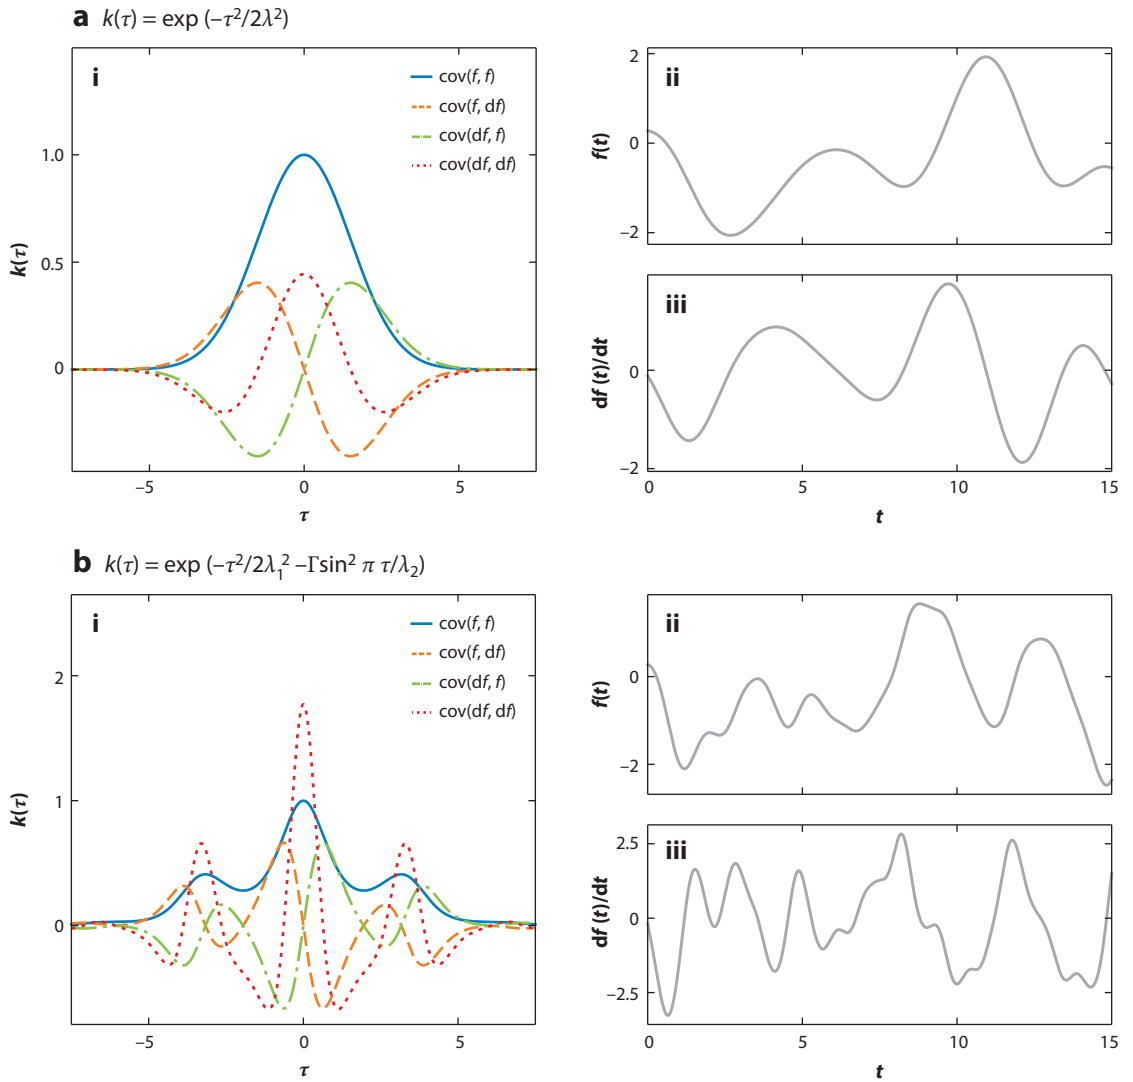 a k(τ) = exp (–τ²/2λ²)
i
cov(f, f)
cov(f, df)
cov(df, f)
cov(df, df)
1.0
0.5
0
k(τ)
–5
0
5
τ
ii
2
0
–2
f(t)
iii
0
–2
df (t)/dt
0
5
10
15
t
b k(τ) = exp (–τ²/2λ₁² –Γsin² π τ/λ₂)
i
cov(f, f)
cov(f, df)
cov(df, f)
cov(df, df)
2
1
0
k(τ)
–5
0
5
τ
ii
0
–2
f(t)
iii
2.5
0
–2.5
df (t)/dt
0
5
10
15
t